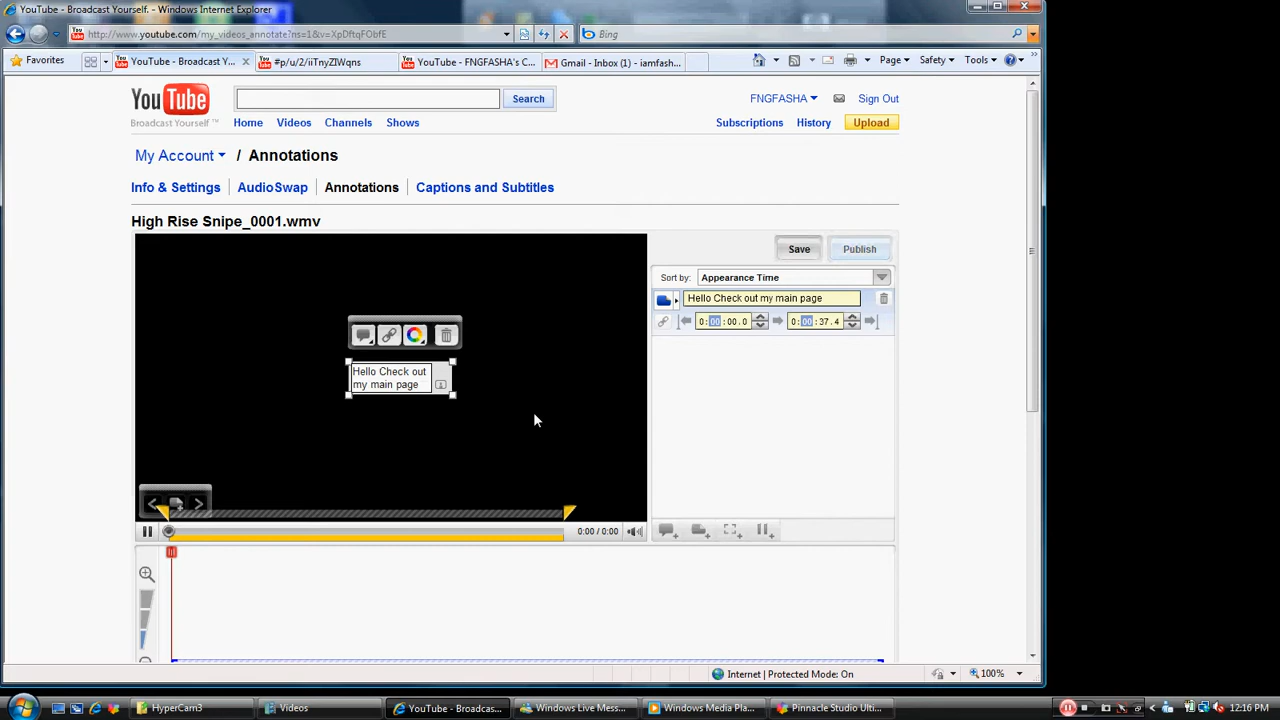 YouTube - Broadcast Yourself. - Windows Internet Explorer
http://www.youtube.com/my_videos_annotate?ns=1&v=XpDftqFObfE
Bing
Favorites
YouTube - Broadcast Y...
#p/u/2/iiTnyZIWqns
YouTube - FNGFASHA's C...
Gmail - Inbox (1) - iamfash...
Page
Safety
Tools
YouTube
Broadcast Yourself™
Search
FNGFASHA
Sign Out
Home
Videos
Channels
Shows
Subscriptions
History
Upload
My Account / Annotations
Info & Settings
AudioSwap
Annotations
Captions and Subtitles
High Rise Snipe_0001.wmv
Save
Publish
Sort by:
Appearance Time
Hello Check out my main page
0:00:00.0
0:00:37.4
Hello Check out
my main page
0:00 / 0:00
Internet | Protected Mode: On
100%
HyperCam3
Videos
YouTube - Broadcas...
Windows Live Mess...
Windows Media Pla...
Pinnacle Studio Ulti...
12:16 PM